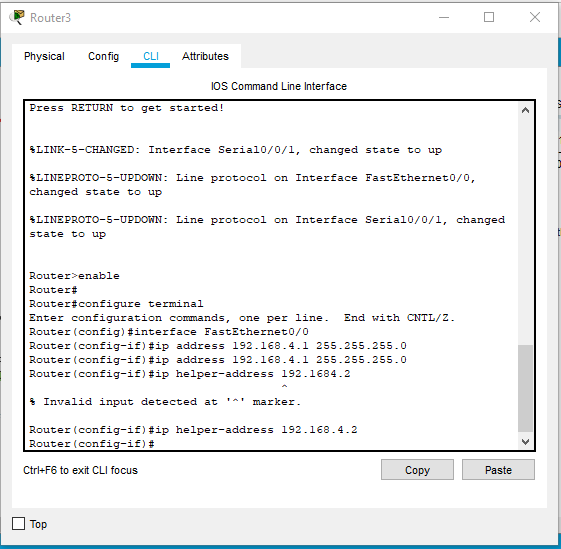 Router3
Physical Config CLI Attributes
IOS Command Line Interface
Press RETURN to get started!
%LINK-5-CHANGED: Interface Serial0/0/1, changed state to up
%LINEPROTO-5-UPDOWN: Line protocol on Interface FastEthernet0/0,
changed state to up
%LINEPROTO-5-UPDOWN: Line protocol on Interface Serial0/0/1, changed
state to up
Router>enable
Router#
Router#configure terminal
Enter configuration commands, one per line.  End with CNTL/Z.
Router(config)#interface FastEthernet0/0
Router(config-if)#ip address 192.168.4.1 255.255.255.0
Router(config-if)#ip address 192.168.4.1 255.255.255.0
Router(config-if)#ip helper-address 192.1684.2
^
% Invalid input detected at '^' marker.
Router(config-if)#ip helper-address 192.168.4.2
Router(config-if)#
Ctrl+F6 to exit CLI focus
Copy Paste
Top